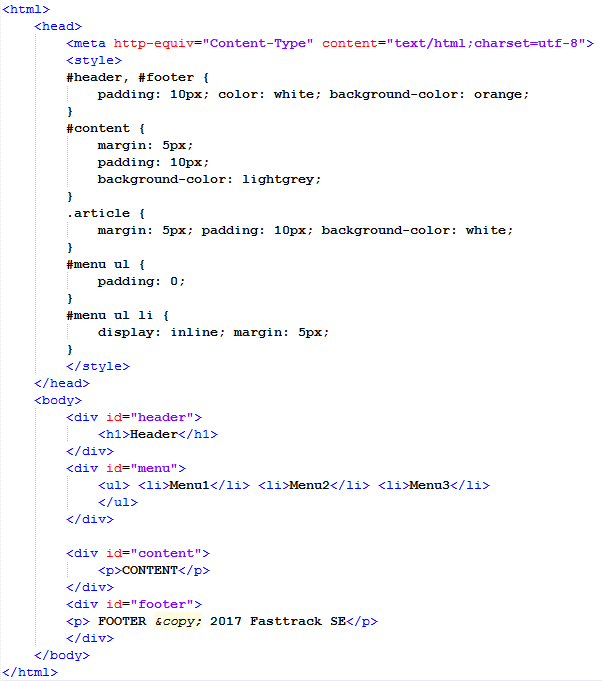 <html>
<head>
<meta http-equiv="Content-Type" content="text/html;charset=utf-8">
<style>
#header, #footer {
padding: 10px; color: white; background-color: orange;
}
#content {
margin: 5px;
padding: 10px;
background-color: lightgrey;
}
.article {
margin: 5px; padding: 10px; background-color: white;
}
#menu ul {
padding: 0;
}
#menu ul li {
display: inline; margin: 5px;
}
</style>
</head>
<body>
<div id="header">
<h1>Header</h1>
</div>
<div id="menu">
<ul> <li>Menu1</li> <li>Menu2</li> <li>Menu3</li>
</ul>
</div>
<div id="content">
<p>CONTENT</p>
</div>
<div id="footer">
<p> FOOTER &copy; 2017 Fasttrack SE</p>
</div>
</body>
</html>